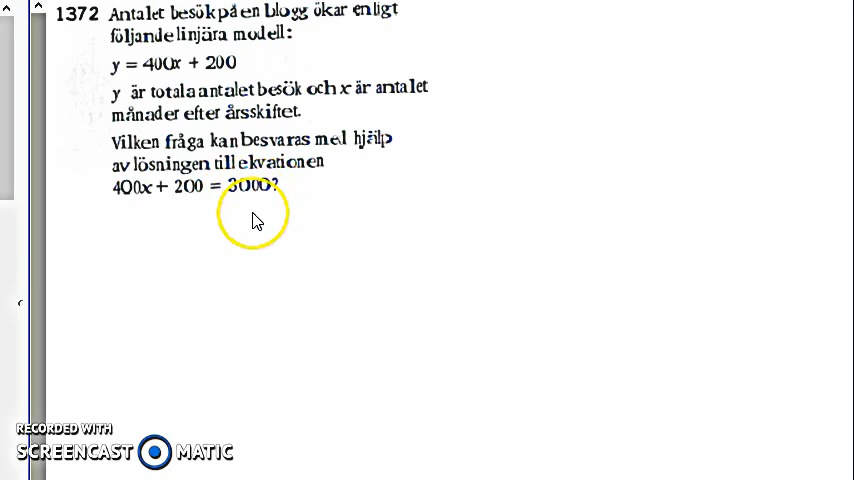 1372 Antalet besök på en blogg ökar enligt
följande linjära modell:
y = 400x + 200
y är totala antalet besök och x är antalet
månader efter årsskiftet.
Vilken fråga kan besvaras med hjälp
av lösningen till ekvationen
400x + 200 = 3000?
RECORDED WITH
SCREENCAST MATIC